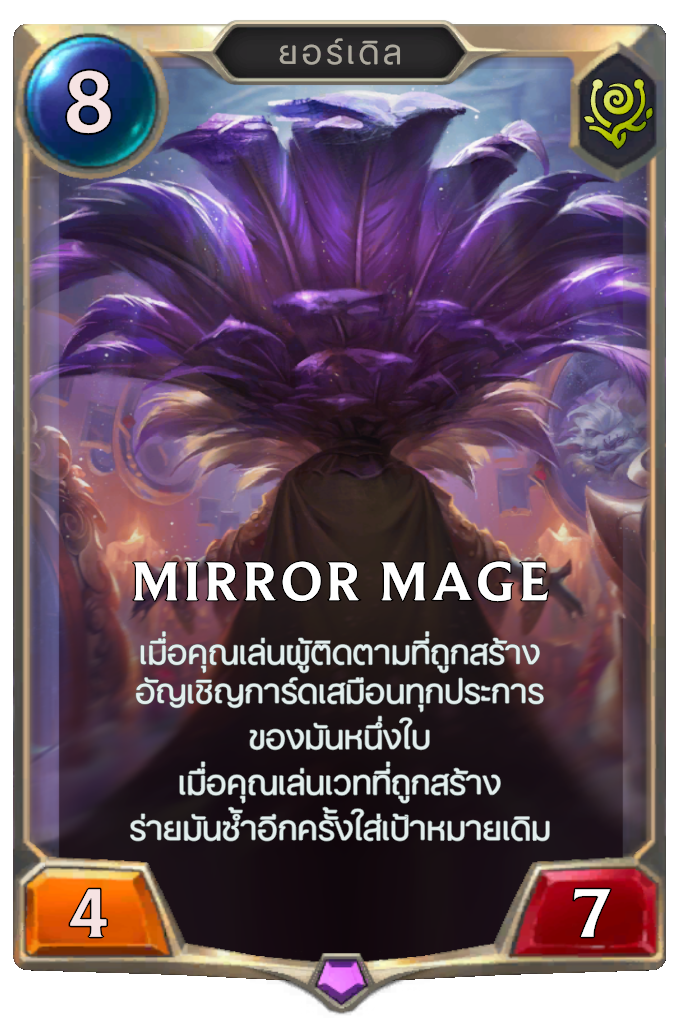 ยอร์เดิล
8
MIRROR MAGE
เมื่อคุณเล่นผู้ติดตามที่ถูกสร้าง
อัญเชิญการ์ดเสมือนทุกประการ
ของมันหนึ่งใบ
เมื่อคุณเล่นเวทที่ถูกสร้าง
ร่ายมันซ้ำอีกครั้งใส่เป้าหมายเดิม
4
7